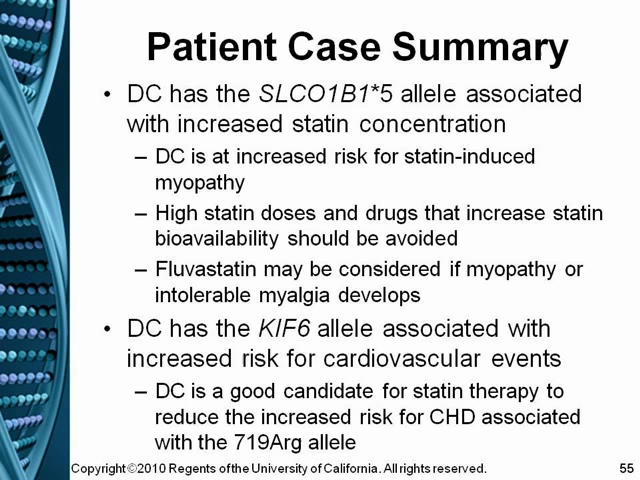 Patient Case Summary
• DC has the SLCO1B1*5 allele associated
with increased statin concentration
– DC is at increased risk for statin-induced
myopathy
– High statin doses and drugs that increase statin
bioavailability should be avoided
– Fluvastatin may be considered if myopathy or
intolerable myalgia develops
• DC has the KIF6 allele associated with
increased risk for cardiovascular events
– DC is a good candidate for statin therapy to
reduce the increased risk for CHD associated
with the 719Arg allele
Copyright ©2010 Regents of the University of California. All rights reserved. 55